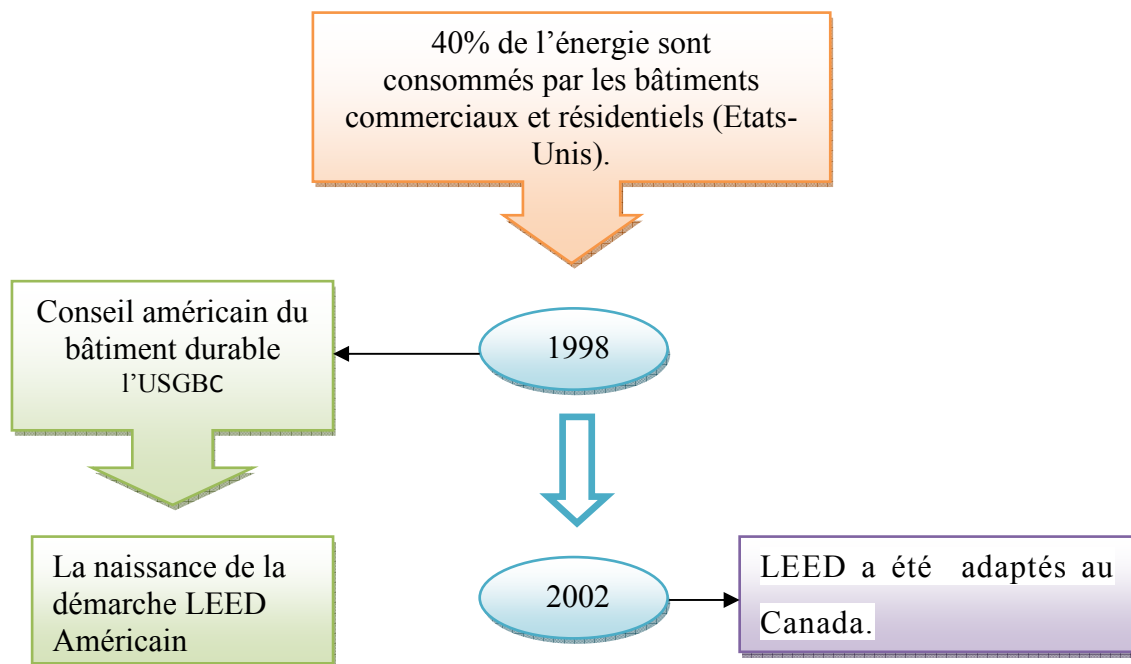 40% de l’énergie sont
consommés par les bâtiments
commerciaux et résidentiels (Etats-
Unis).
Conseil américain du
bâtiment durable
l’USGBC
1998
La naissance de la
démarche LEED
Américain
2002
LEED a été adaptés au
Canada.